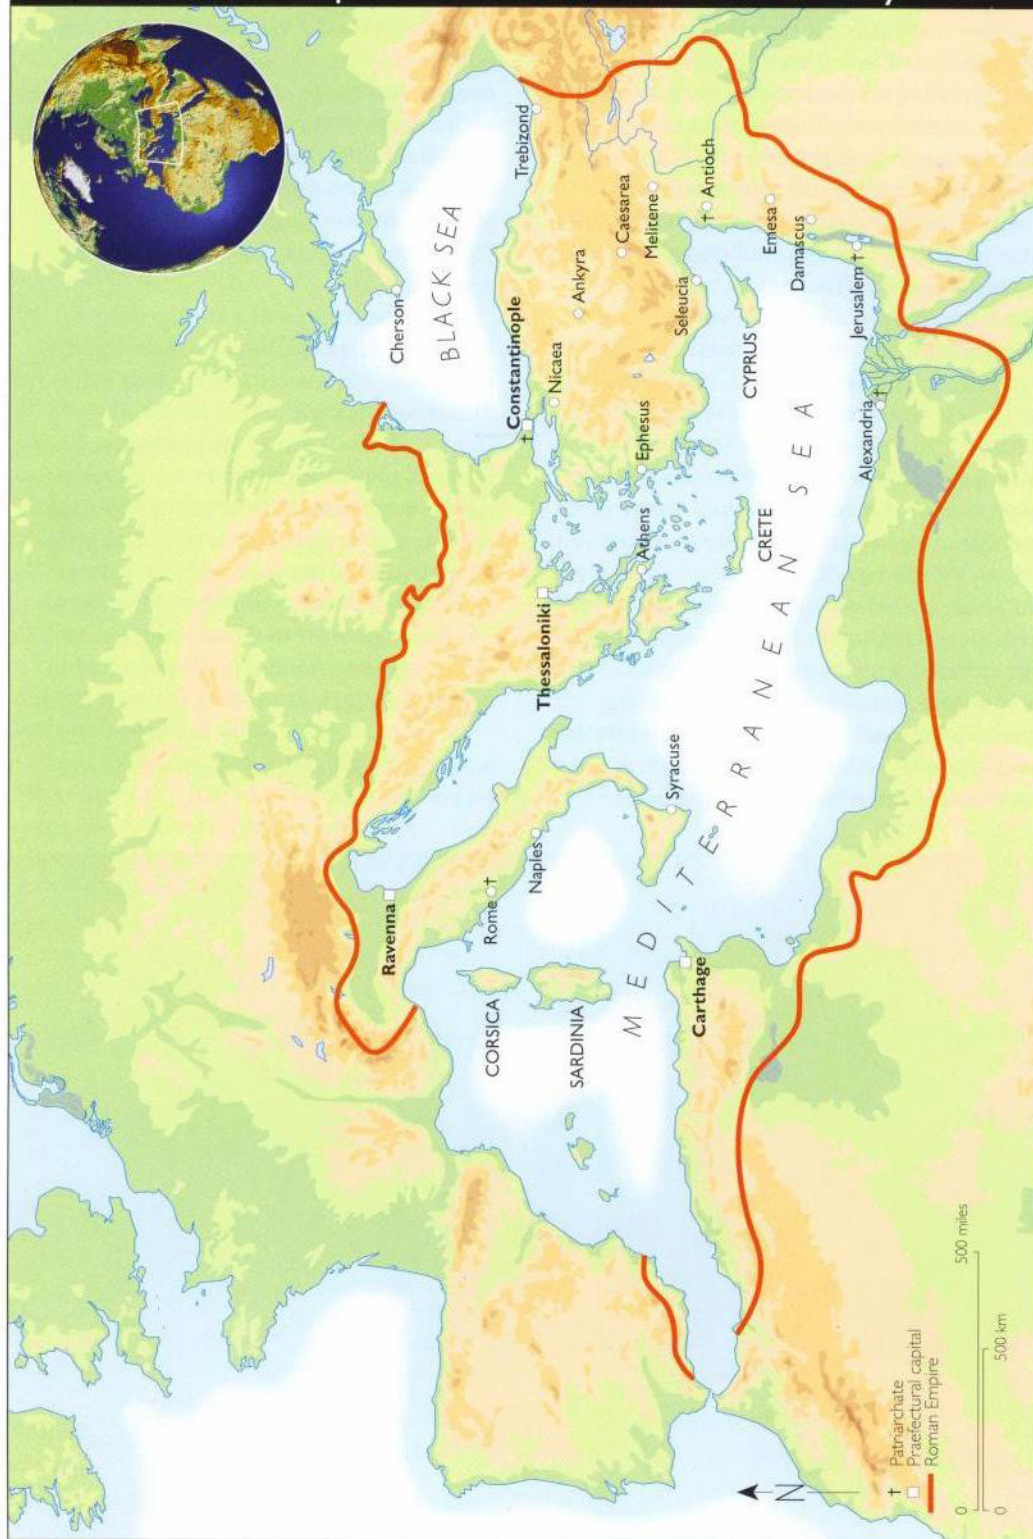 BLACK SEA
Cherson
Trebizond
Constantinople
Nicaea
Ankyra
Caesarea
Melitene
Antioch
Seleucia
Emesa
Damascus
Jerusalem
CYPRUS
Alexandria
Ephesus
Athens
CRETE
Thessaloniki
MEDITERRANEAN SEA
Syracuse
Naples
Rome
Ravenna
CORSICA
SARDINIA
Carthage
N
Patriarchate
Praefectural capital
Roman Empire
0 500 miles
0 500 km